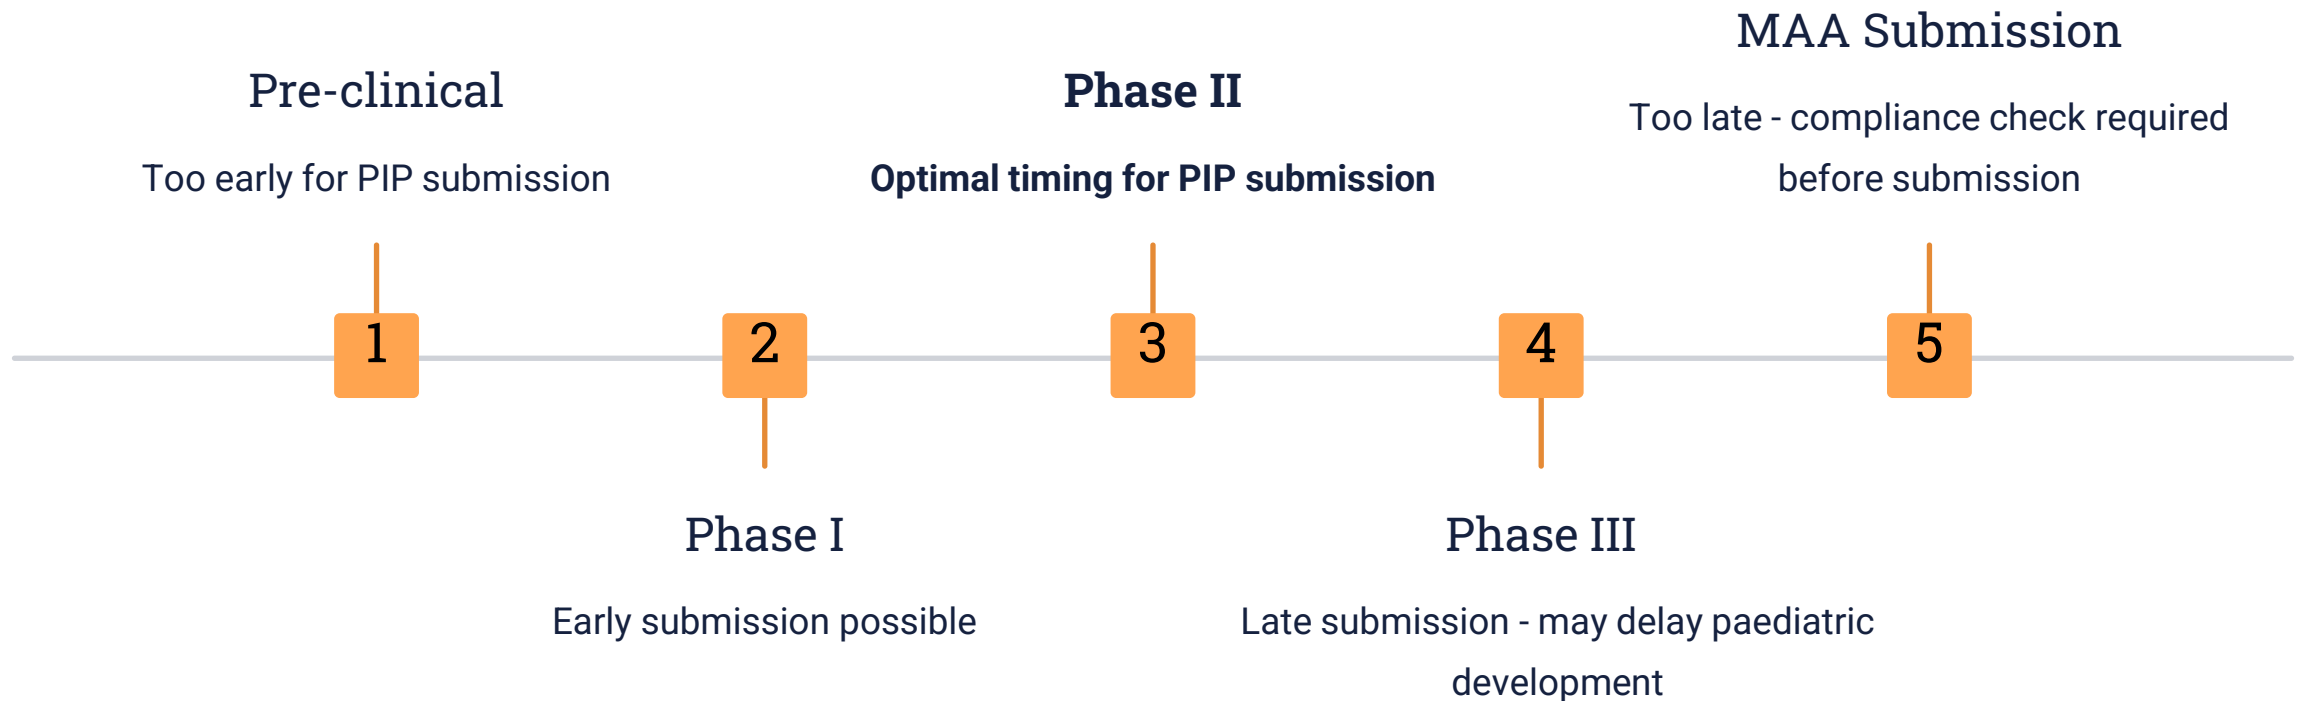 Pre-clinical
Too early for PIP submission
1
Phase I
Early submission possible
2
Phase II
Optimal timing for PIP submission
3
Phase III
Late submission - may delay paediatric
development
4
MAA Submission
Too late - compliance check required
before submission
5